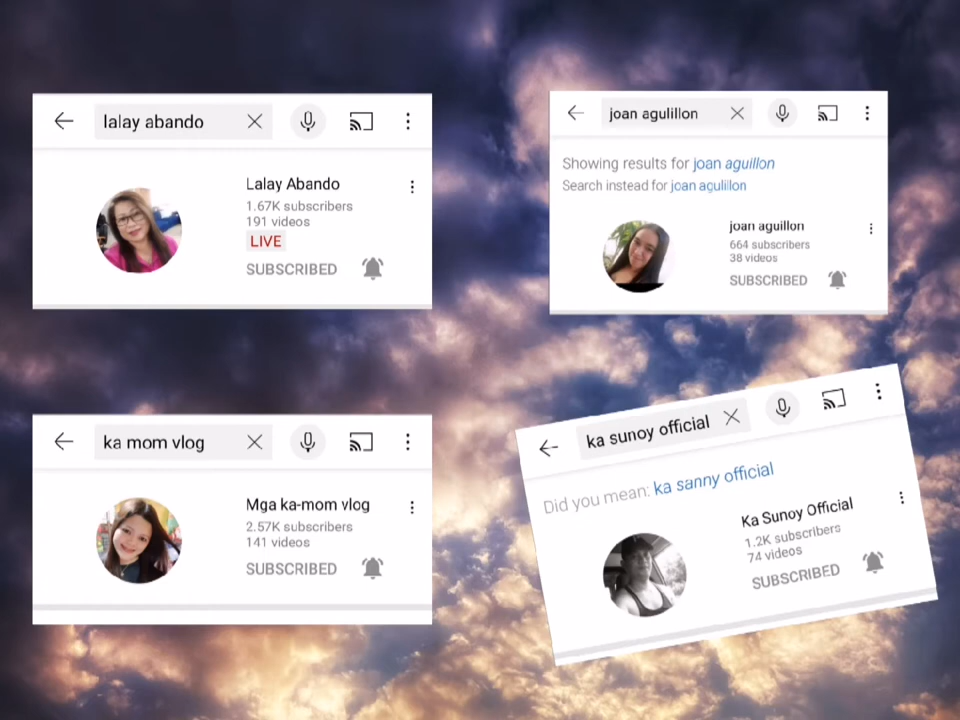 lalay abando
Lalay Abando
1.67K subscribers
191 videos
LIVE
SUBSCRIBED
joan agulillon
Showing results for joan aguillon
Search instead for joan agulillon
joan aguillon
664 subscribers
38 videos
SUBSCRIBED
ka mom vlog
Mga ka-mom vlog
2.57K subscribers
141 videos
SUBSCRIBED
ka sunoy official
Did you mean: ka sanny official
Ka Sunoy Official
1.2K subscribers
74 videos
SUBSCRIBED